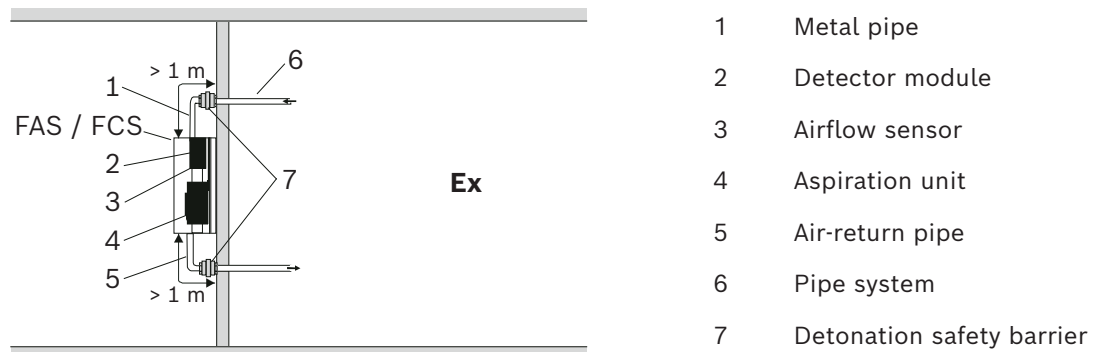 > 1 m
6
1
FAS / FCS
2
7
3
Ex
4
5
> 1 m
1 Metal pipe
2 Detector module
3 Airflow sensor
4 Aspiration unit
5 Air-return pipe
6 Pipe system
7 Detonation safety barrier